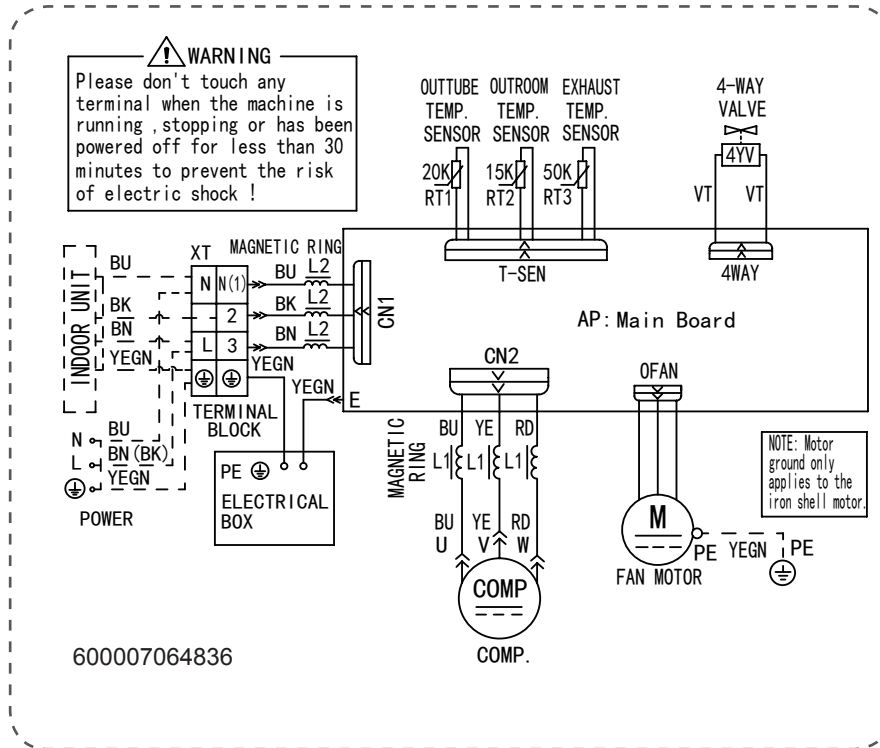 WARNING
Please don't touch any
terminal when the machine is
running ,stopping or has been
powered off for less than 30
minutes to prevent the risk
of electric shock !
OUTTUBE
TEMP.
SENSOR
OUTROOM
TEMP.
SENSOR
EXHAUST
TEMP.
SENSOR
20K
RT1
15K
RT2
50K
RT3
T-SEN
4-WAY
VALVE
4YV
VT
VT
4WAY
INDOOR UNIT
BU
BK
BN
YEGN
XT
N
N(1)
2
L
3
TERMINAL
BLOCK
MAGNETIC RING
BU
L2
BK
L2
BN
L2
YEGN
CN1
YEGN
E
AP:Main Board
N
BU
L
BN(BK)
YEGN
POWER
PE
ELECTRICAL
BOX
CN2
MAGNETIC
RING
BU
YE
RD
L1
L1
L1
BU
YE
RD
U
V
W
COMP
COMP.
OFAN
M
FAN MOTOR
PE
YEGN
PE
NOTE: Motor
ground only
applies to the
iron shell motor.
600007064836